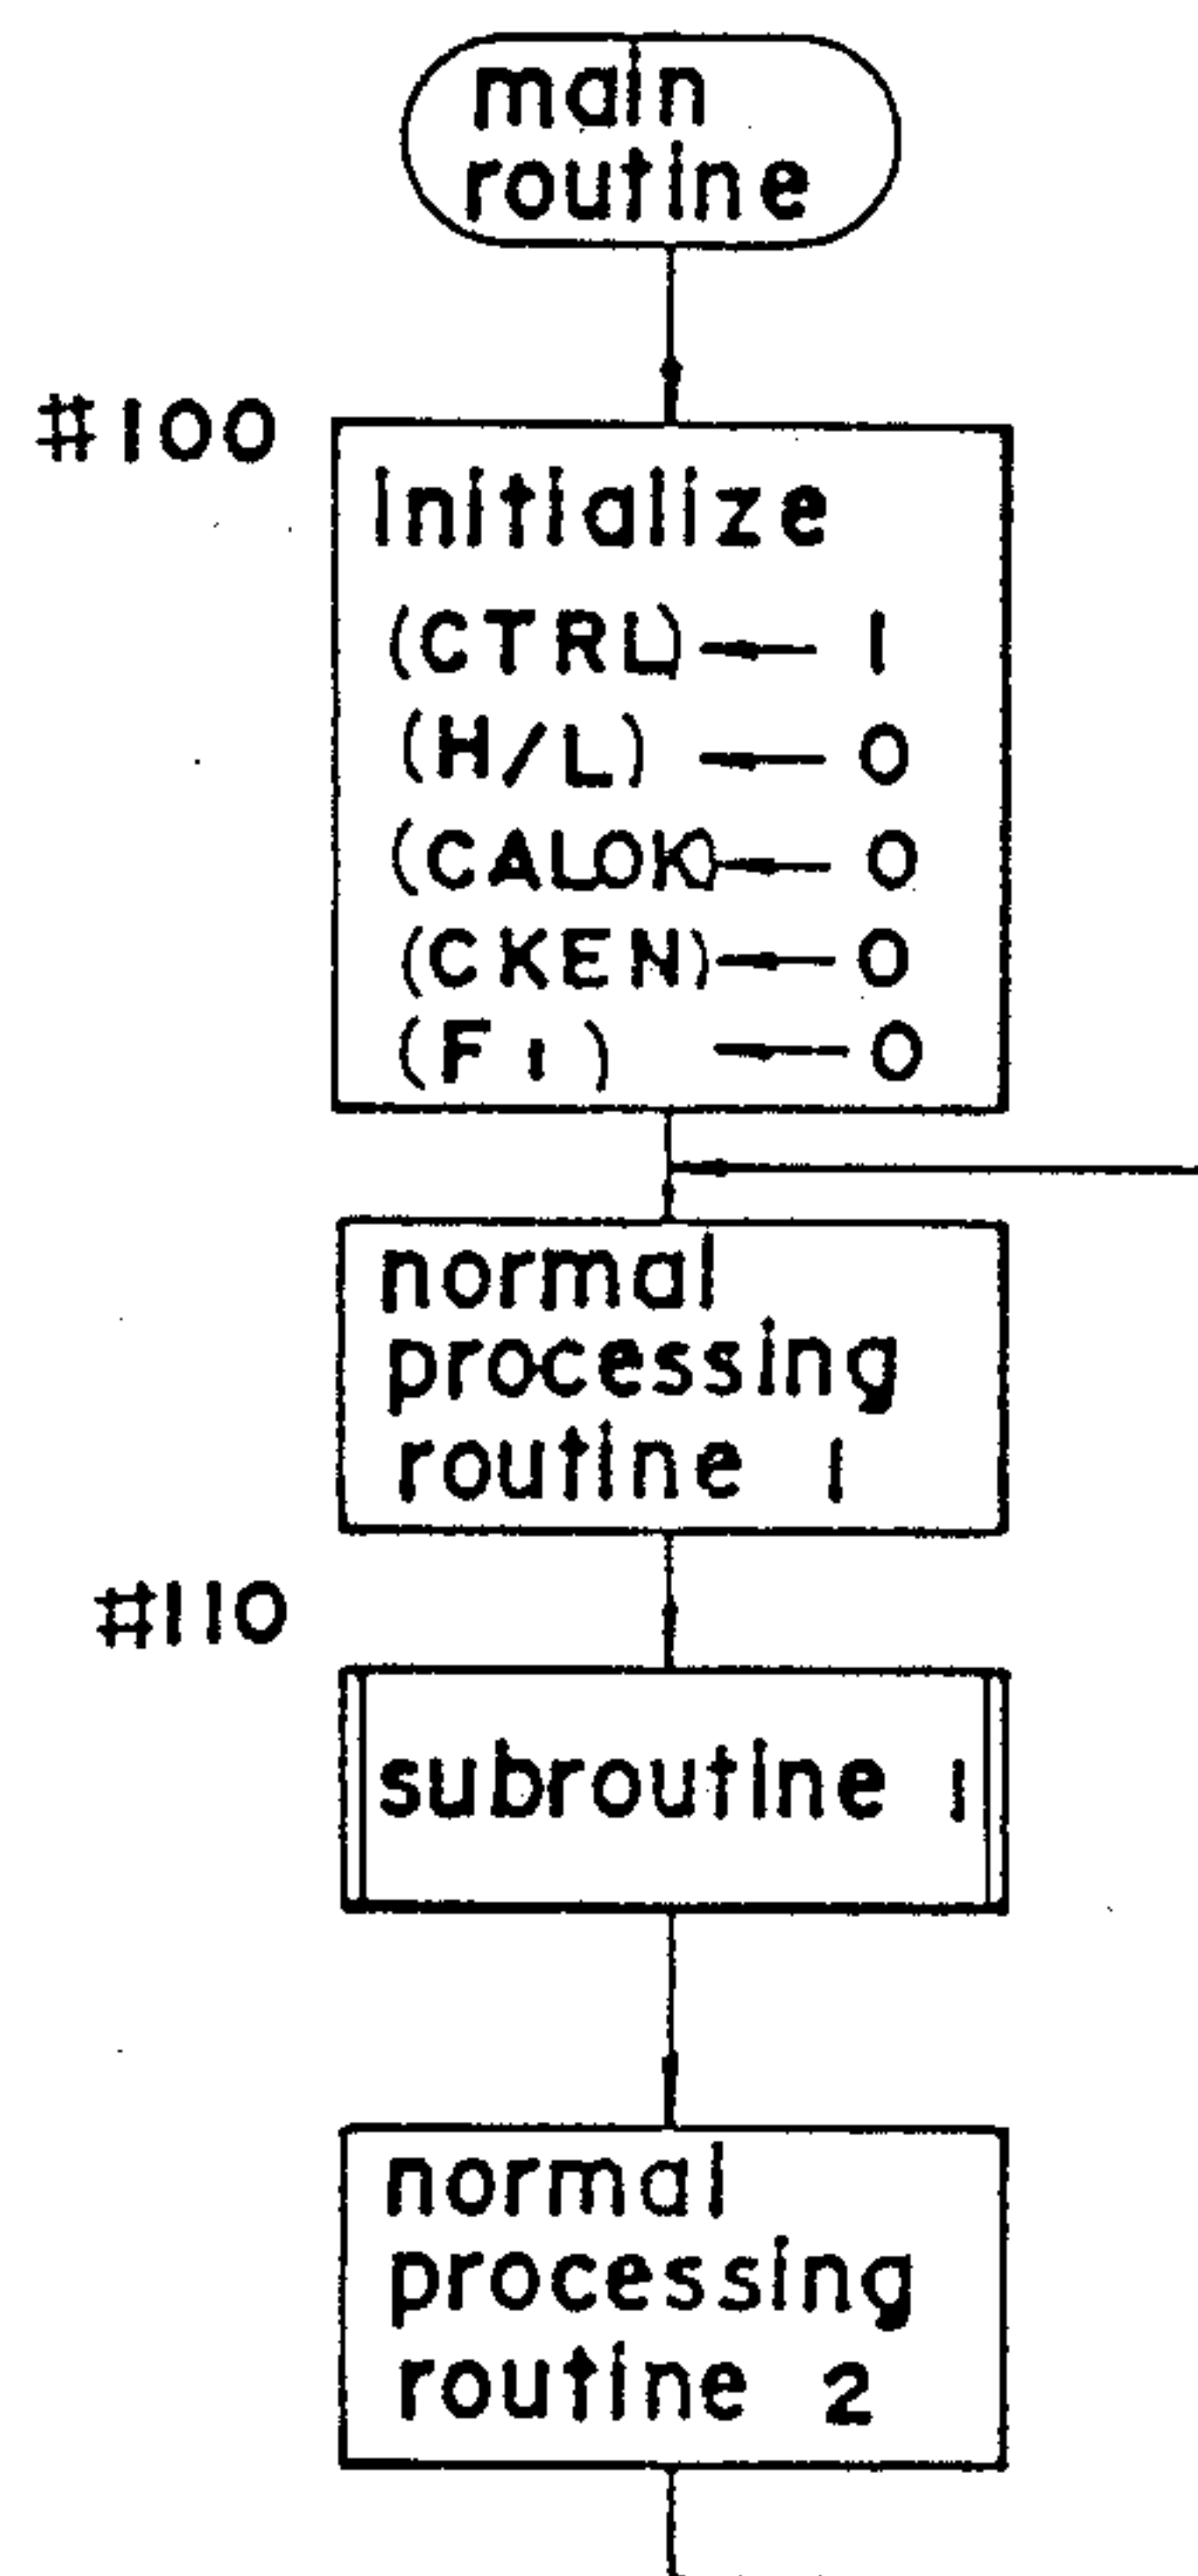 main
routine
#100
initialize
(CTRL) ← 1
(H/L) ← 0
(CALOK) ← 0
(CKEN) ← 0
(F1) ← 0
normal
processing
routine 1
#110
subroutine 1
normal
processing
routine 2